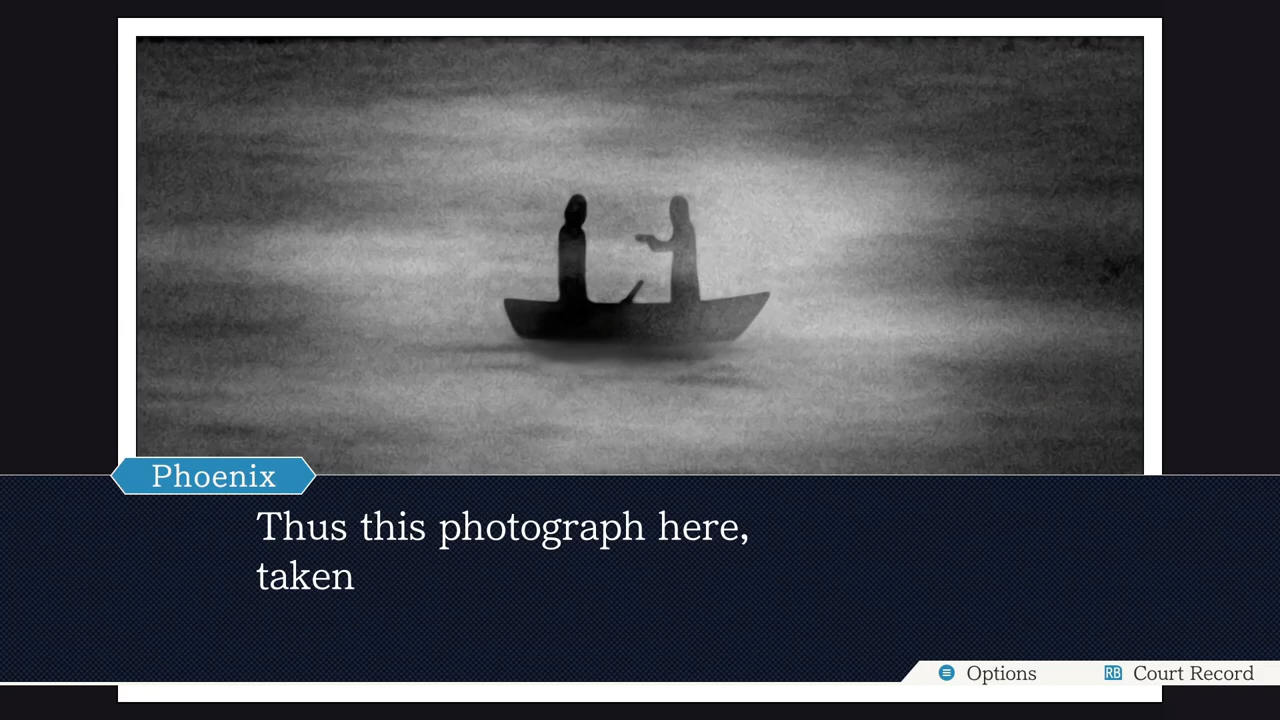 Phoenix
Thus this photograph here,
taken
Options
RB Court Record